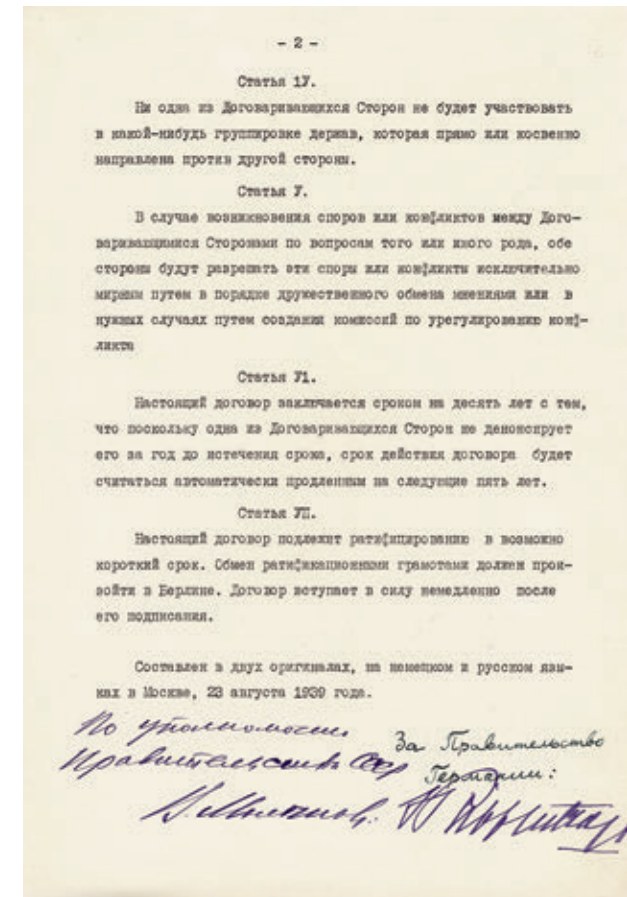 - 2 -
Статья 1У.
Ни одна из Договаривающихся Сторон не будет участвовать
в какой-нибудь группировке держав, которая прямо или косвенно
направлена против другой стороны.
Статья У.
В случае возникновения споров или конфликтов между Дого-
варивающимися Сторонами по вопросам того или иного рода, обе
стороны будут разрешать эти споры или конфликты исключительно
мирным путем в порядке дружественного обмена мнениями или в
нужных случаях путем создания комиссий по урегулированию конф-
ликта
Статья У1.
Настоящий договор заключается сроком на десять лет с тем,
что поскольку одна из Договаривающихся Сторон не денонсирует
его за год до истечения срока, срок действия договора будет
считаться автоматически продленным на следующие пять лет.
Статья УП.
Настоящий договор подлежит ратифицированию в возможно
короткий срок. Обмен ратификационными грамотами должен прои-
зойти в Берлине. Договор вступает в силу немедленно после
его подписания.
Составлен в двух оригиналах, на немецком и русском язы-
ках в Москве, 23 августа 1939 года.
По уполномочию
Правительства СССР
За Правительство
Германии:
В. Молотов.